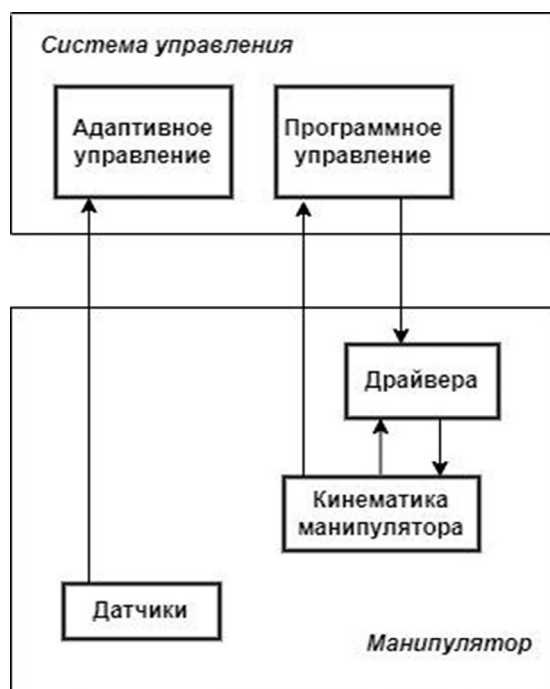 Система управления
Адаптивное
управление
Программное
управление
Драйвера
Кинематика
манипулятора
Датчики
Манипулятор